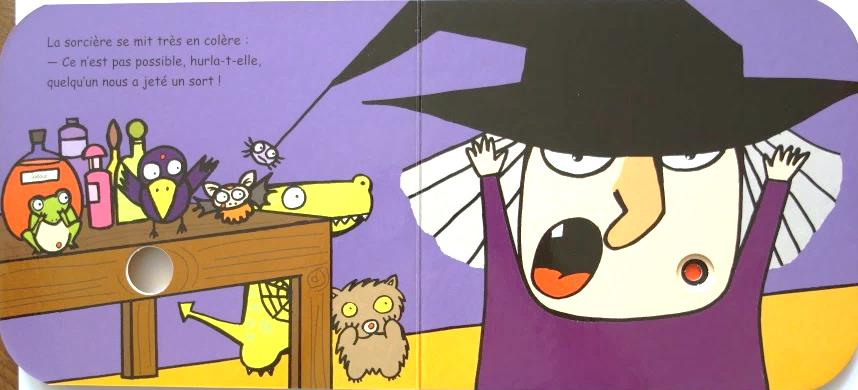 La sorcière se mit très en colère :
— Ce n'est pas possible, hurla-t-elle,
quelqu'un nous a jeté un sort !